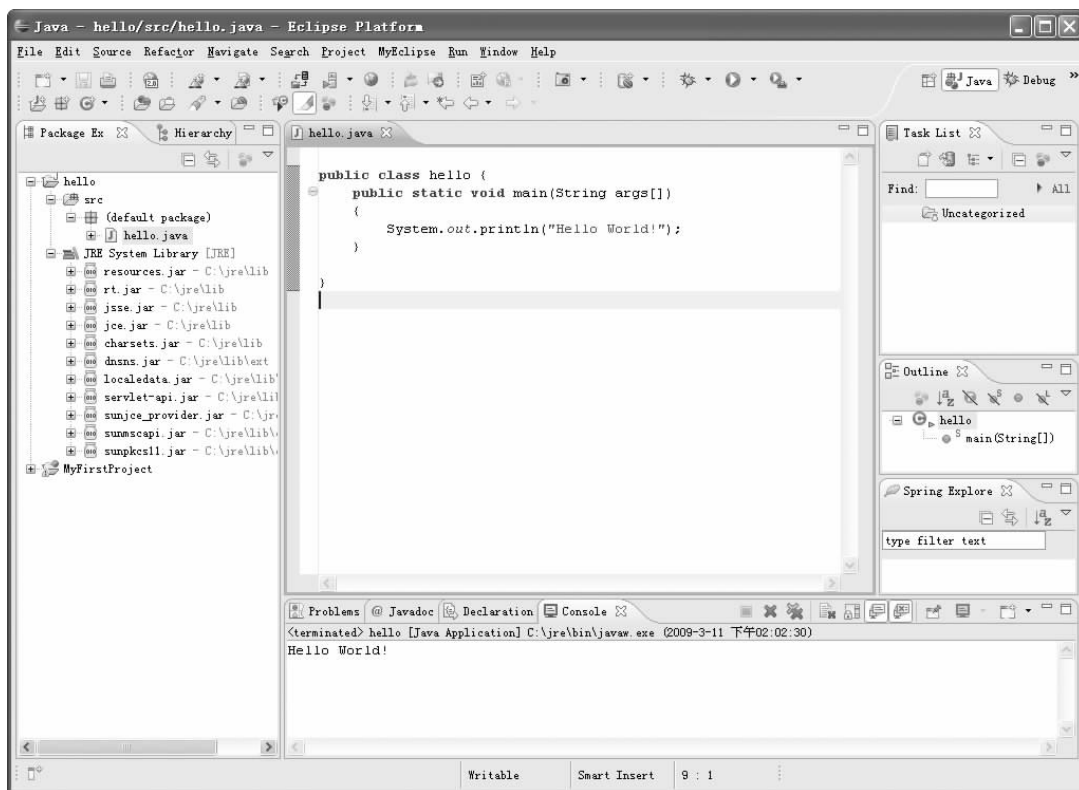 Java - hello/src/hello.java - Eclipse Platform
File Edit Source Refactor Navigate Search Project MyEclipse Run Window Help
Java Debug »
Package Ex Hierarchy
hello
src
(default package)
hello.java
JRE System Library [JRE]
resources.jar - C:\jre\lib
rt.jar - C:\jre\lib
jsse.jar - C:\jre\lib
jce.jar - C:\jre\lib
charsets.jar - C:\jre\lib
dnsns.jar - C:\jre\lib\ext
localedata.jar - C:\jre\lib\
servlet-api.jar - C:\jre\li
sunjce_provider.jar - C:\jr
sunmscapi.jar - C:\jre\lib\
sunpkcs11.jar - C:\jre\lib\
MyFirstProject
hello.java
public class hello {
public static void main(String args[])
{
System.out.println("Hello World!");
}
}
Task List
Find: All
Uncategorized
Outline
hello
main(String[])
Spring Explore
type filter text
Problems @ Javadoc Declaration Console
<terminated> hello [Java Application] C:\jre\bin\javaw.exe (2009-3-11 下午02:02:30)
Hello World!
Writable Smart Insert 9 : 1